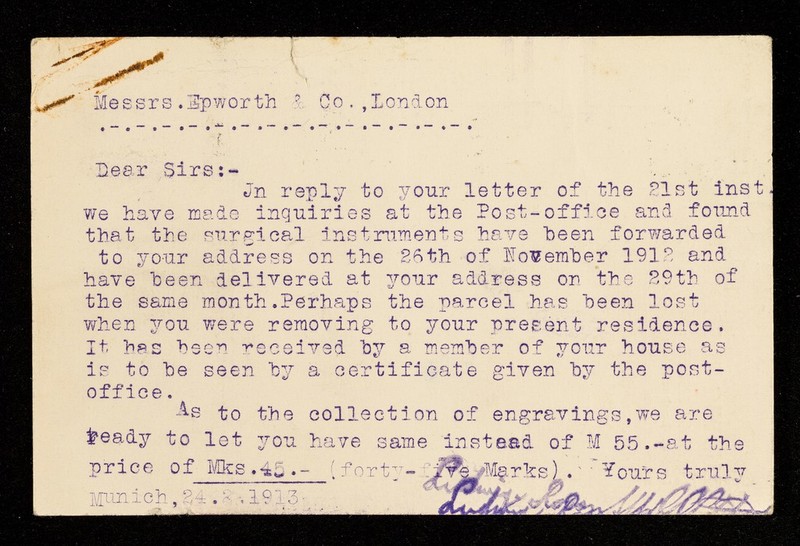 Messrs.Epworth & Co.,London
.-.-.-.-.-.-.-.-.-.-.-.-.-.-.
Dear Sirs:-
Jn reply to your letter of the 21st inst.
we have made inquiries at the Post-office and found
that the surgical instruments have been forwarded
to your address on the 26th of November 1912 and
have been delivered at your address on the 29th of
the same month.Perhaps the parcel has been lost
when you were removing to your present residence.
It has been received by a member of your house as
is to be seen by a certificate given by the post-
office.
As to the collection of engravings,we are
ready to let you have same instead of M 55.-at the
price of Mks.45.- (forty-five Marks). Yours truly
Munich,24.X.1913